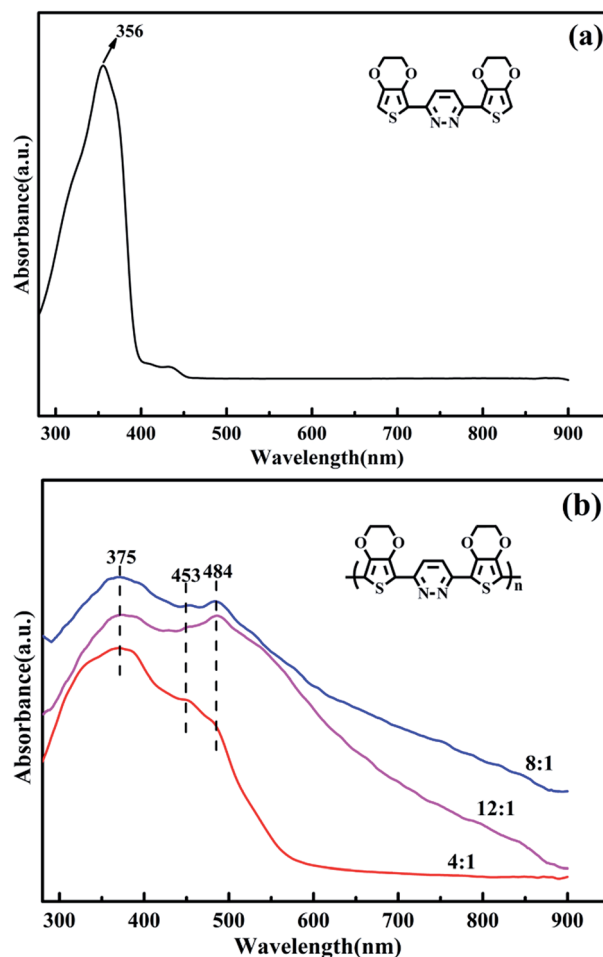 356
(a)
O O O O
S N-N S
Absorbance(a.u.)
300 400 500 600 700 800 900
Wavelength(nm)
(b)
375 453 484
O O O O
( S N-N S )n
Absorbance(a.u.)
8:1
12:1
4:1
300 400 500 600 700 800 900
Wavelength(nm)